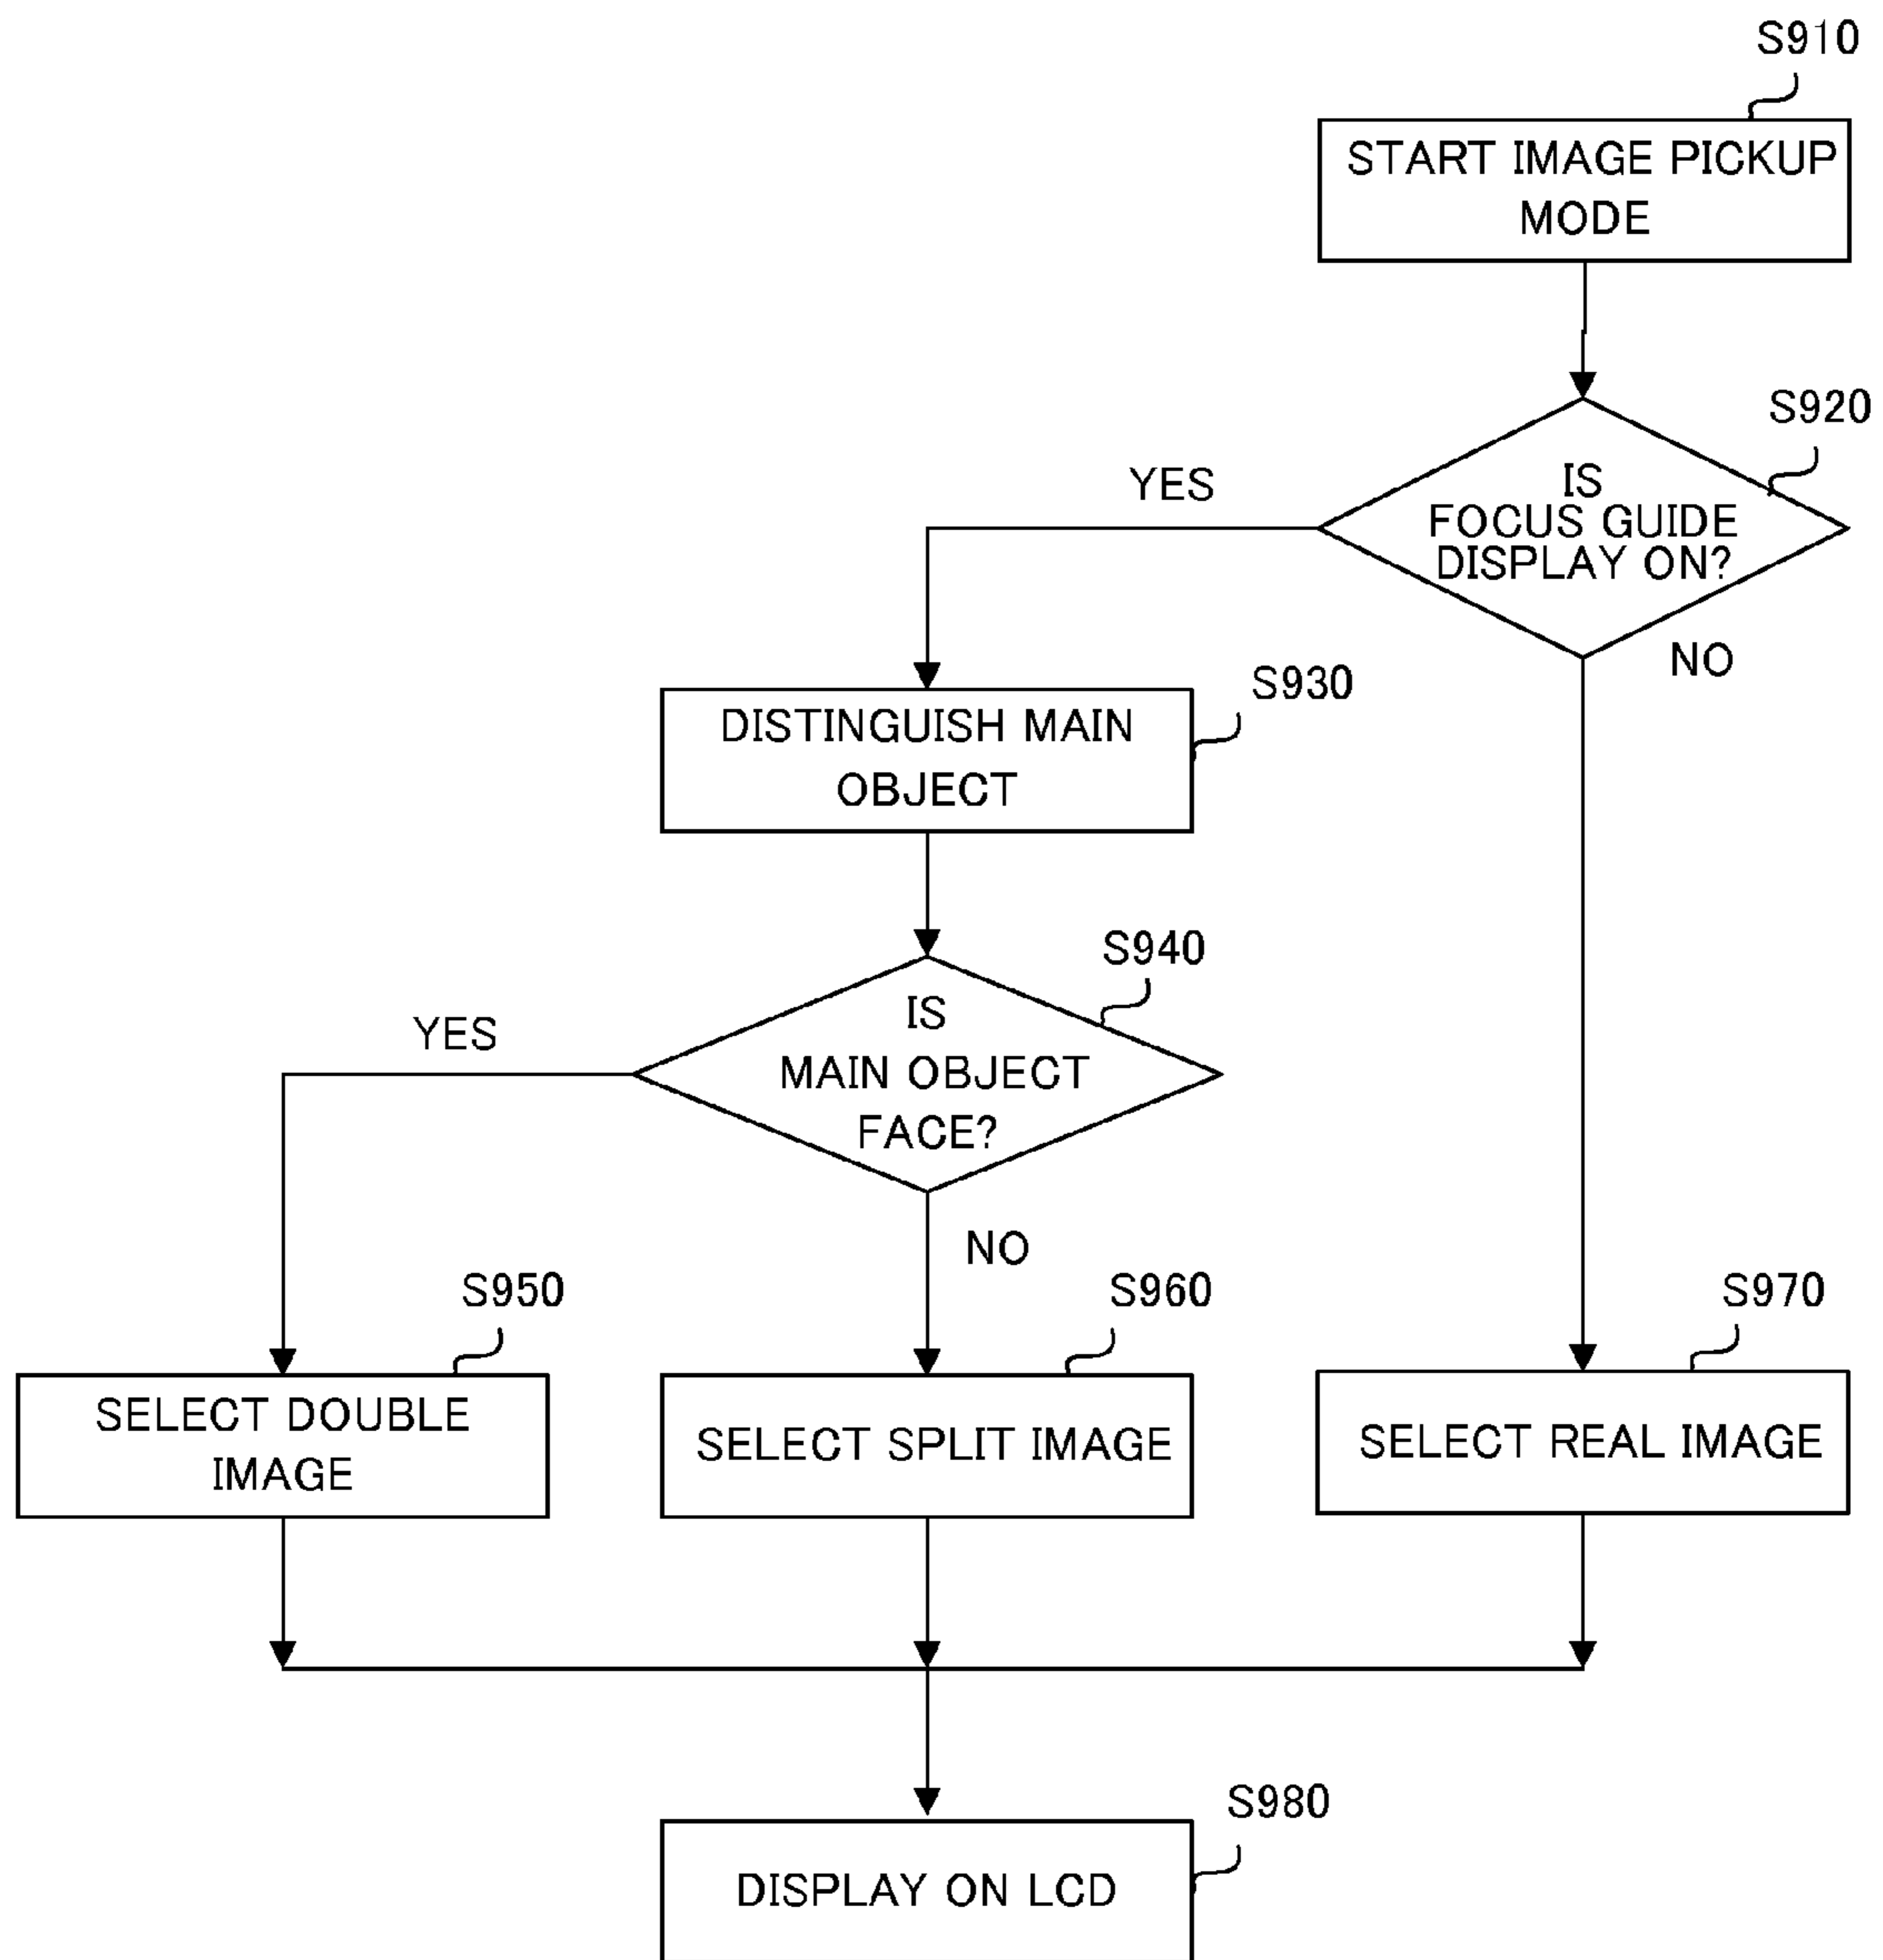 S910
START IMAGE PICKUP
MODE
S920
IS
FOCUS GUIDE
DISPLAY ON?
YES
NO
S930
DISTINGUISH MAIN
OBJECT
S940
IS
MAIN OBJECT
FACE?
YES
NO
S950
SELECT DOUBLE
IMAGE
S960
SELECT SPLIT IMAGE
S970
SELECT REAL IMAGE
S980
DISPLAY ON LCD